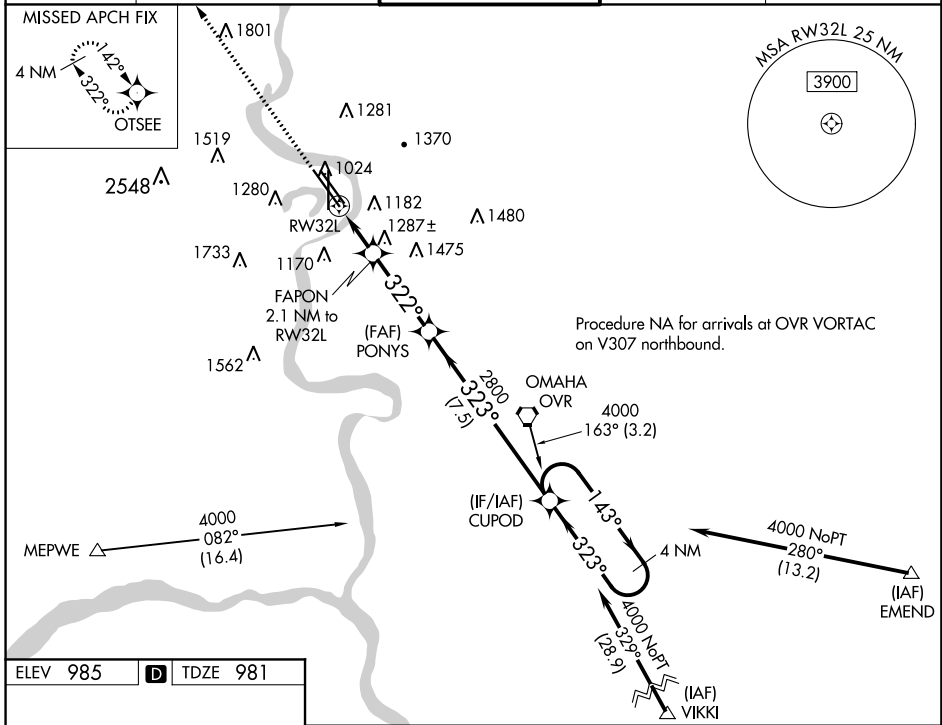 MISSED APCH FIX
4 NM
142°
322°
OTSEE
1801
MSA RW32L 25 NM
3900
1281
1519
1370
1024
2548
1280
1182
RW32L
1287±
1480
1733
1170
1475
FAPON
2.1 NM to
RW32L
322°
(FAF)
PONYS
Procedure NA for arrivals at OVR VORTAC
on V307 northbound.
1562
2800
323°
(7.5)
OMAHA
OVR
4000
163° (3.2)
(IF/IAF)
CUPOD
143°
323°
4 NM
MEPWE
4000
082°
(16.4)
4000 NoPT
280°
(13.2)
(IAF)
EMEND
4000 NoPT
329°
(28.9)
(IAF)
VIKKI
ELEV 985 D TDZE 981